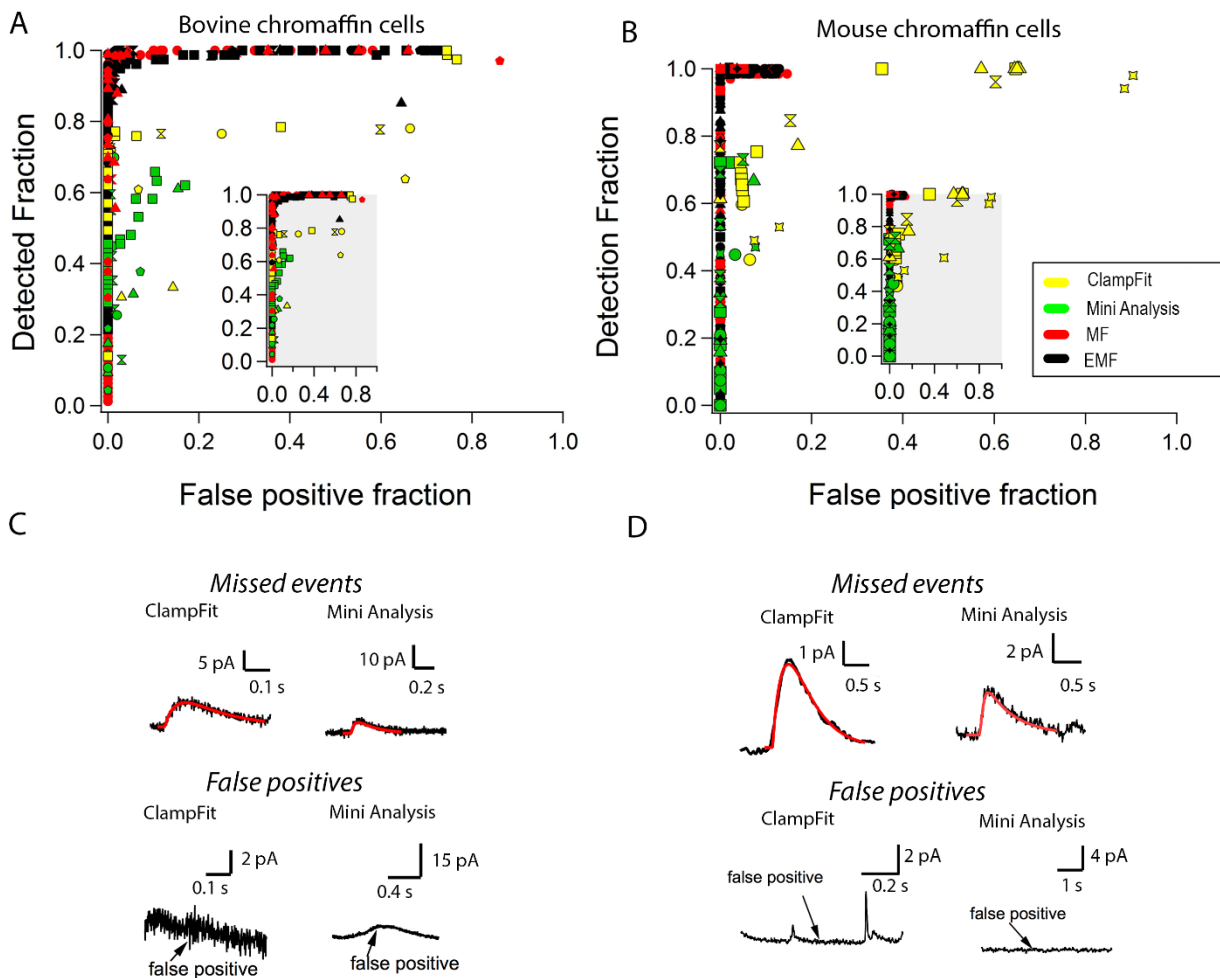 A
Bovine chromaffin cells
Detected Fraction
1.0
0.8
0.6
0.4
0.2
0.0
0.0 0.2 0.4 0.6 0.8 1.0
False positive fraction
1.0
0.8
0.6
0.4
0.2
0.0
0.0 0.4 0.8
B
Mouse chromaffin cells
Detection Fraction
1.0
0.8
0.6
0.4
0.2
0.0
0.0 0.2 0.4 0.6 0.8 1.0
False positive fraction
1.0
0.8
0.6
0.4
0.2
0.0
0.0 0.4 0.8
ClampFit
Mini Analysis
MF
EMF
C
Missed events
ClampFit
5 pA
0.1 s
Mini Analysis
10 pA
0.2 s
False positives
ClampFit
2 pA
0.1 s
false positive
Mini Analysis
15 pA
0.4 s
false positive
D
Missed events
ClampFit
1 pA
0.5 s
Mini Analysis
2 pA
0.5 s
False positives
ClampFit
2 pA
0.2 s
false positive
Mini Analysis
4 pA
1 s
false positive